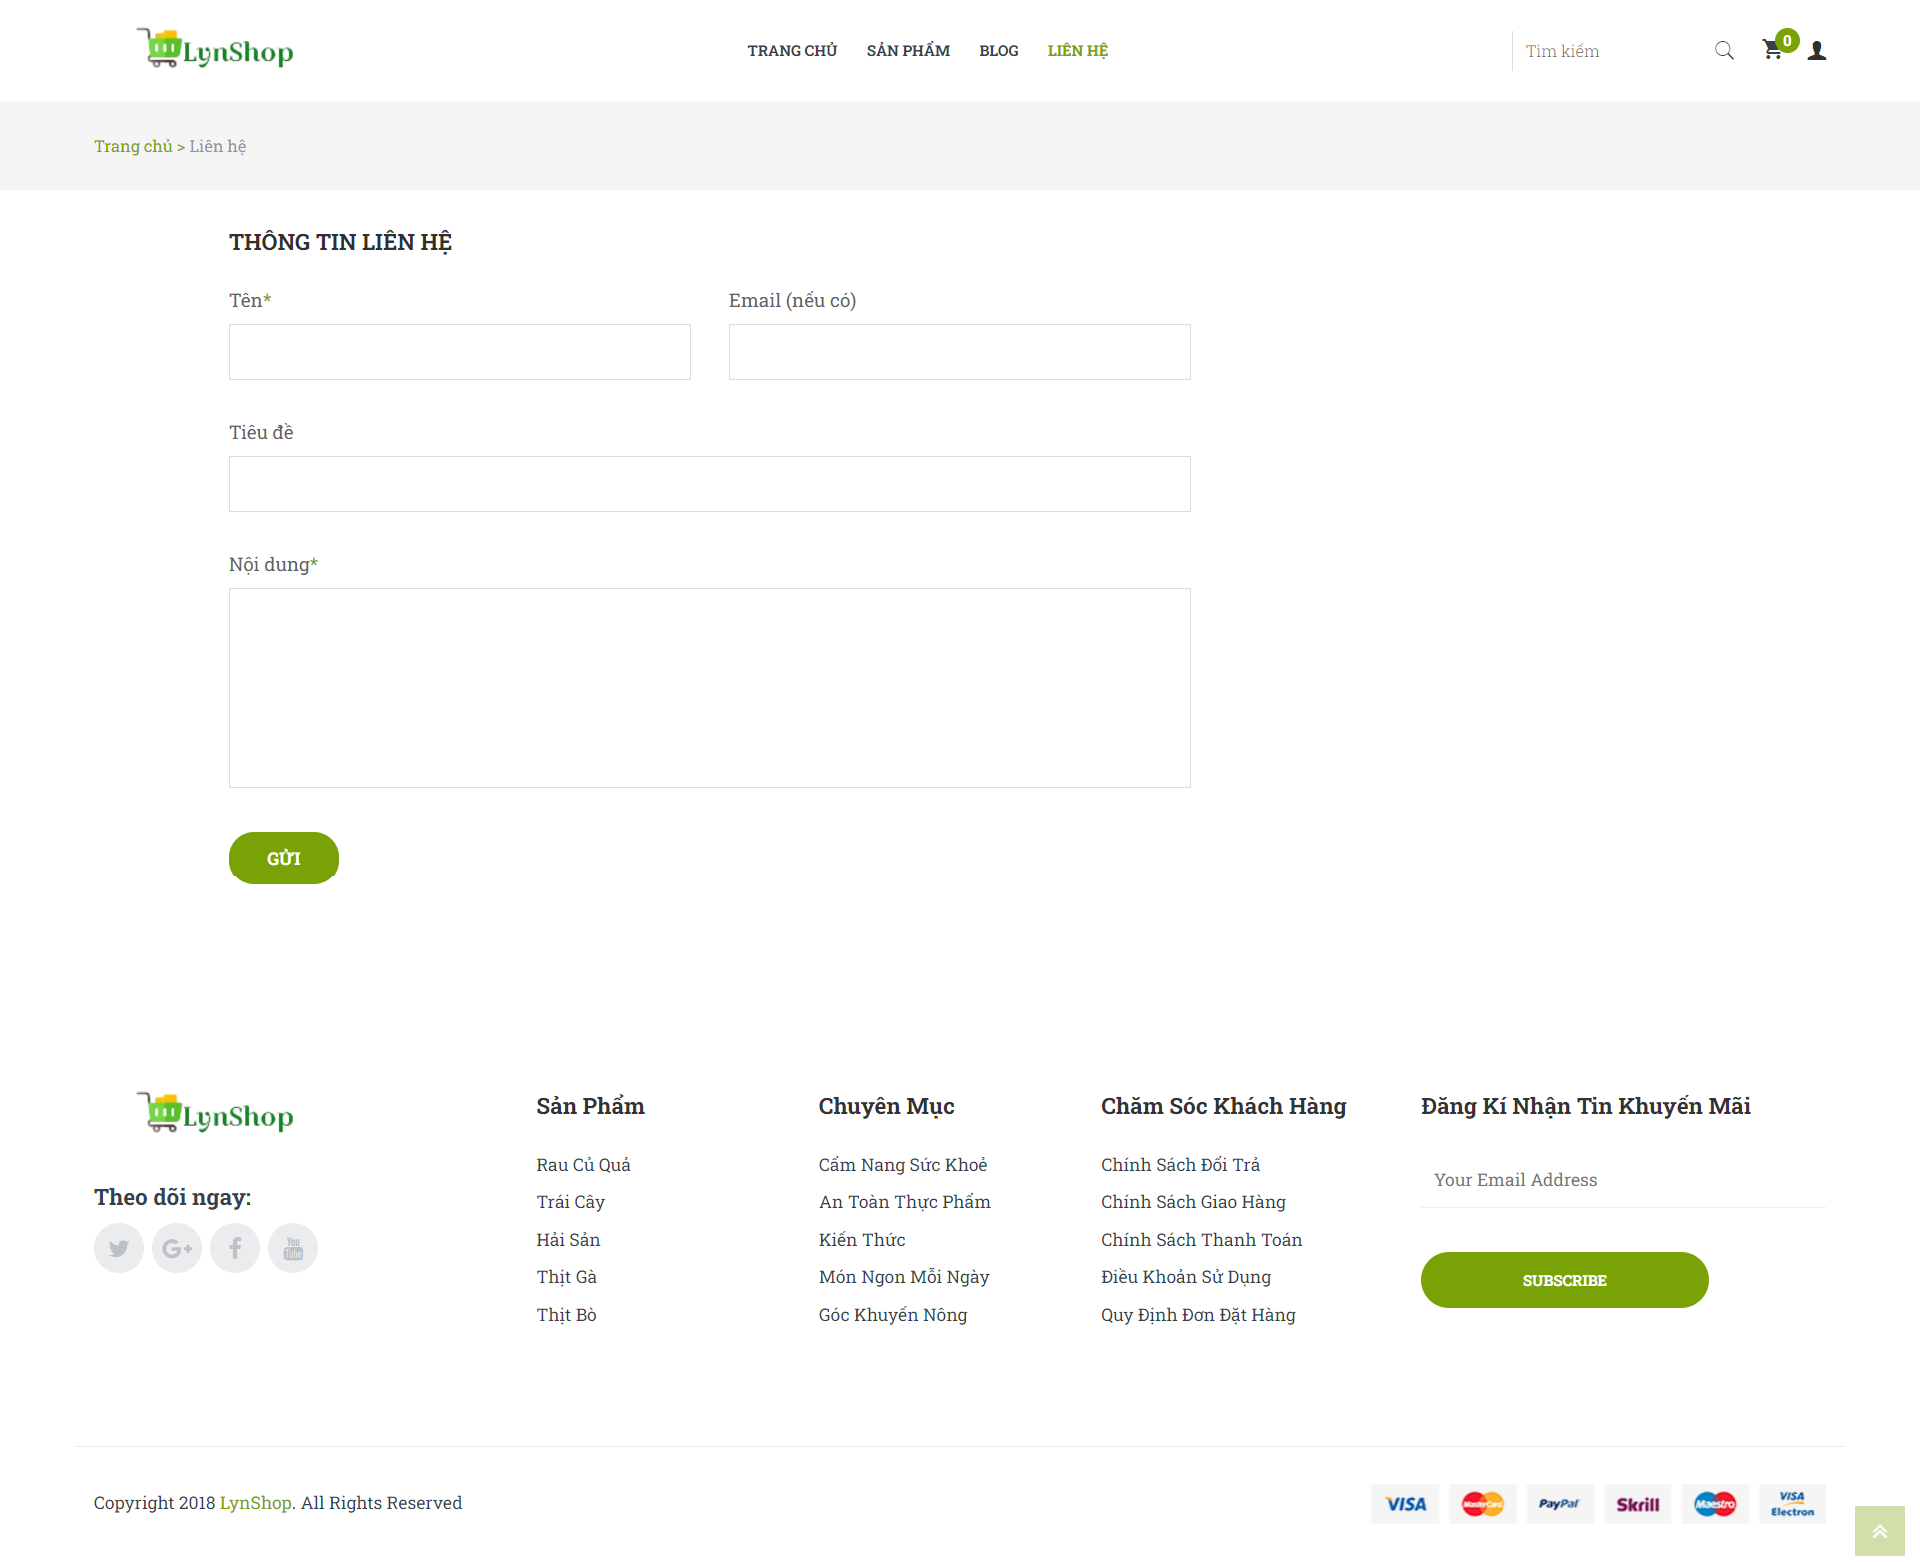 LynShop
TRANG CHỦ SẢN PHẨM BLOG LIÊN HỆ
Tìm kiếm
0
Trang chủ > Liên hệ
THÔNG TIN LIÊN HỆ
Tên* Email (nếu có)
Tiêu đề
Nội dung*
GỬI
LynShop
Theo dõi ngay:
You
Tube
Sản Phẩm
Rau Củ Quả
Trái Cây
Hải Sản
Thịt Gà
Thịt Bò
Chuyên Mục
Cẩm Nang Sức Khoẻ
An Toàn Thực Phẩm
Kiến Thức
Món Ngon Mỗi Ngày
Góc Khuyến Nông
Chăm Sóc Khách Hàng
Chính Sách Đổi Trả
Chính Sách Giao Hàng
Chính Sách Thanh Toán
Điều Khoản Sử Dụng
Quy Định Đơn Đặt Hàng
Đăng Kí Nhận Tin Khuyến Mãi
Your Email Address
SUBSCRIBE
Copyright 2018 LynShop. All Rights Reserved
VISA MasterCard PayPal Skrill Maestro VISA Electron